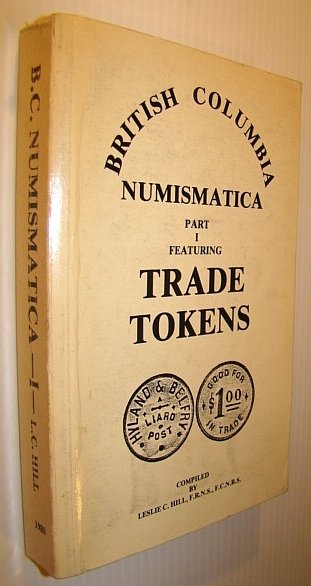 BRITISH COLUMBIA
NUMISMATICA
PART
I
FEATURING
TRADE
TOKENS
HYLAND & BELFRY
A
LIARD
POST
GOOD FOR
$1.00
IN TRADE
COMPILED
BY
LESLIE C. HILL, F.R.N.S., F.C.N.R.S.
B.C. NUMISMATICA — I — L.C. HILL
1980